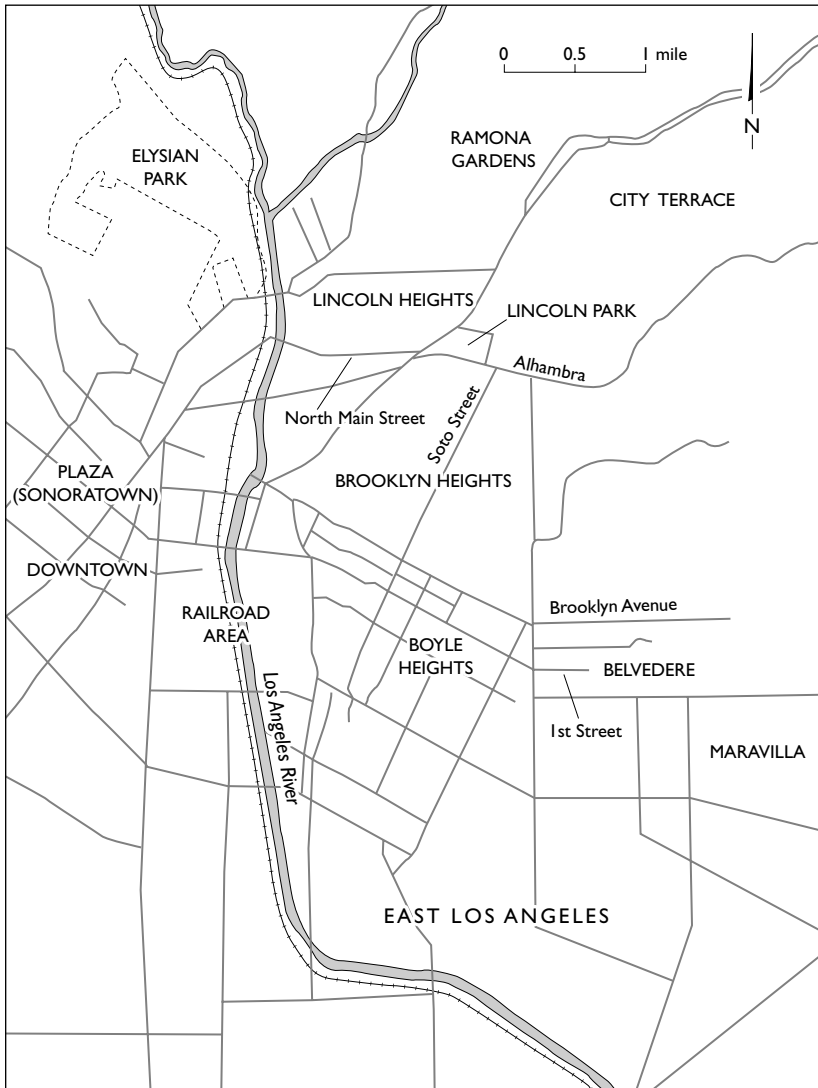 0 0.5 1 mile
N
RAMONA
GARDENS
ELYSIAN
PARK
CITY TERRACE
LINCOLN HEIGHTS
LINCOLN PARK
Alhambra
North Main Street
Soto Street
PLAZA
(SONORATOWN)
BROOKLYN HEIGHTS
DOWNTOWN
RAILROAD
AREA
Brooklyn Avenue
BOYLE
HEIGHTS
BELVEDERE
Los Angeles River
1st Street
MARAVILLA
EAST LOS ANGELES